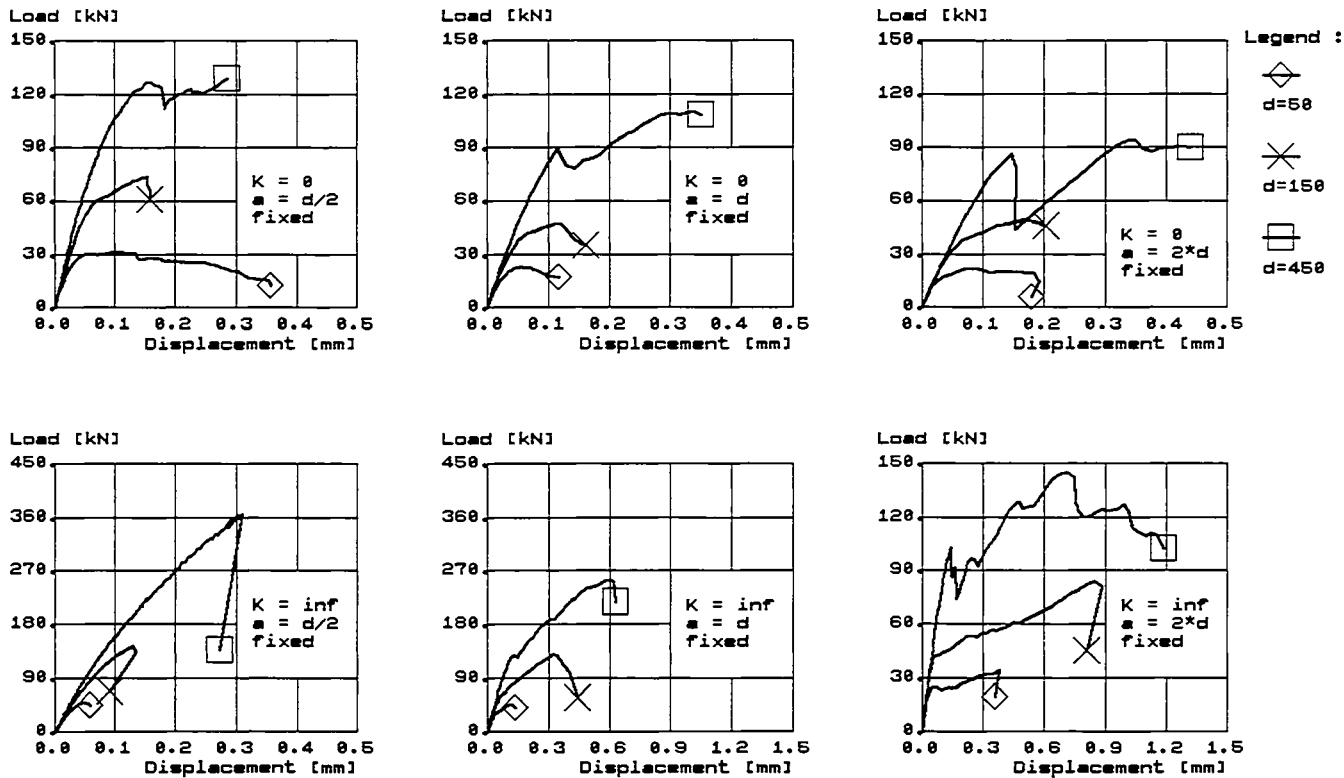 Load [kN]
150
120
90
60
30
0
0.0 0.1 0.2 0.3 0.4 0.5
Displacement [mm]
K = 0
a = d/2
fixed
Load [kN]
150
120
90
60
30
0
0.0 0.1 0.2 0.3 0.4 0.5
Displacement [mm]
K = 0
a = d
fixed
Load [kN]
150
120
90
60
30
0
0.0 0.1 0.2 0.3 0.4 0.5
Displacement [mm]
K = 0
a = 2*d
fixed
Legend :
d=50
d=150
d=450
Load [kN]
450
360
270
180
90
0
0.0 0.1 0.2 0.3 0.4 0.5
Displacement [mm]
K = inf
a = d/2
fixed
Load [kN]
450
360
270
180
90
0
0.0 0.3 0.6 0.9 1.2 1.5
Displacement [mm]
K = inf
a = d
fixed
Load [kN]
150
120
90
60
30
0
0.0 0.3 0.6 0.9 1.2 1.5
Displacement [mm]
K = inf
a = 2*d
fixed